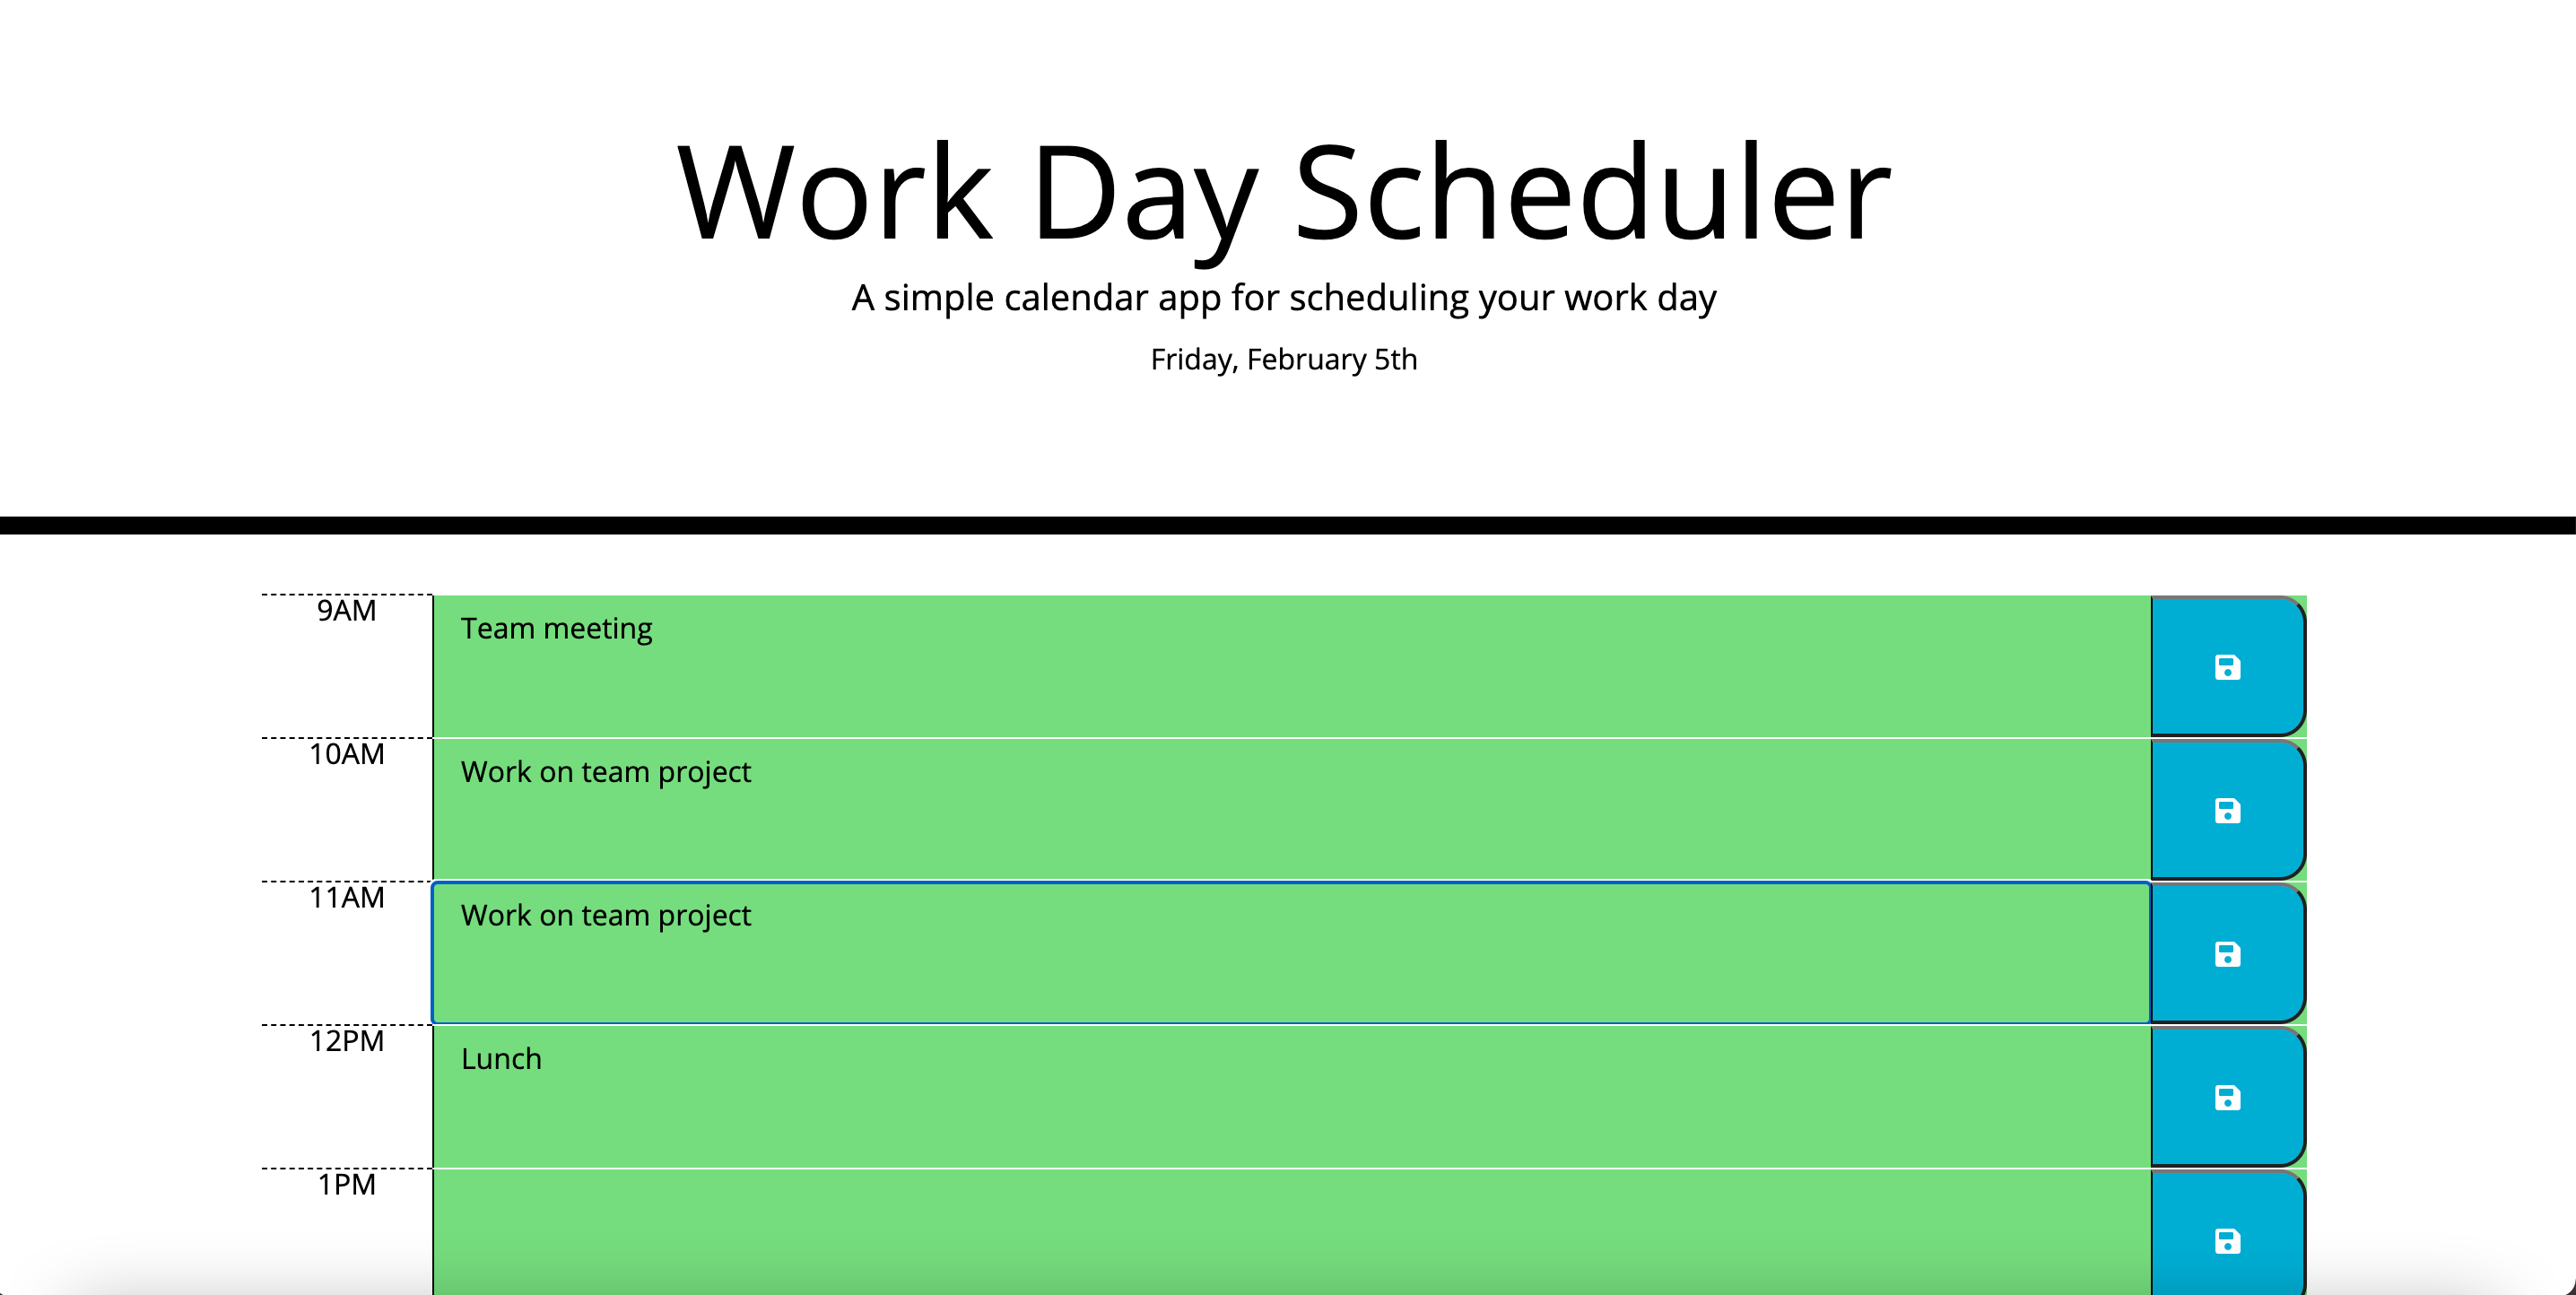 Work Day Scheduler
A simple calendar app for scheduling your work day
Friday, February 5th
9AM
Team meeting
10AM
Work on team project
11AM
Work on team project
12PM
Lunch
1PM